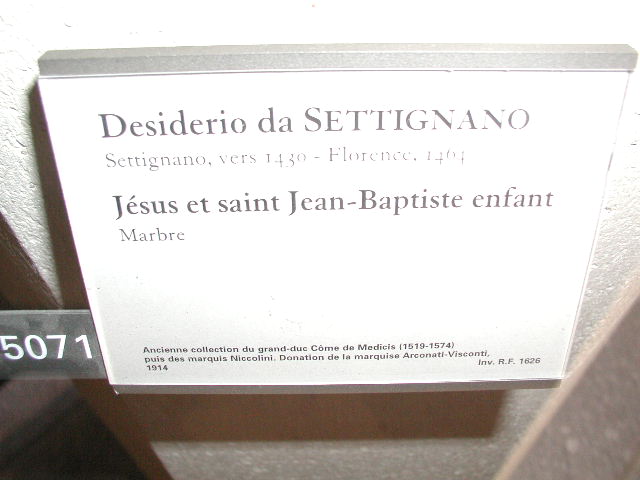 Desiderio da SETTIGNANO
Settignano, vers 1430 - Florence, 1464
Jésus et saint Jean-Baptiste enfant
Marbre
Ancienne collection du grand-duc Côme de Medicis (1519-1574)
puis des marquis Niccolini. Donation de la marquise Arconati-Visconti,
1914
Inv. R.F. 1626
5071